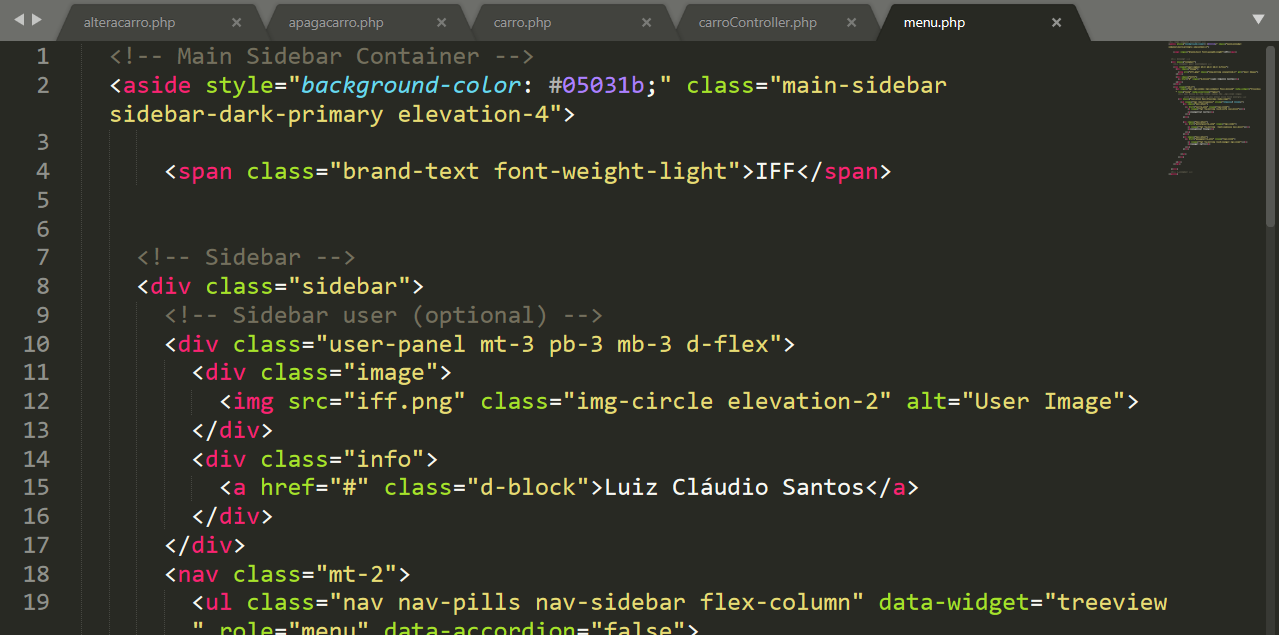 alteracarro.php × apagacarro.php × carro.php × carroController.php × menu.php ×
1 <!-- Main Sidebar Container -->
2 <aside style="background-color: #05031b;" class="main-sidebar
sidebar-dark-primary elevation-4">
3
4 <span class="brand-text font-weight-light">IFF</span>
5
6
7 <!-- Sidebar -->
8 <div class="sidebar">
9 <!-- Sidebar user (optional) -->
10 <div class="user-panel mt-3 pb-3 mb-3 d-flex">
11 <div class="image">
12 <img src="iff.png" class="img-circle elevation-2" alt="User Image">
13 </div>
14 <div class="info">
15 <a href="#" class="d-block">Luiz Cláudio Santos</a>
16 </div>
17 </div>
18 <nav class="mt-2">
19 <ul class="nav nav-pills nav-sidebar flex-column" data-widget="treeview
" role="menu" data-accordion="false">